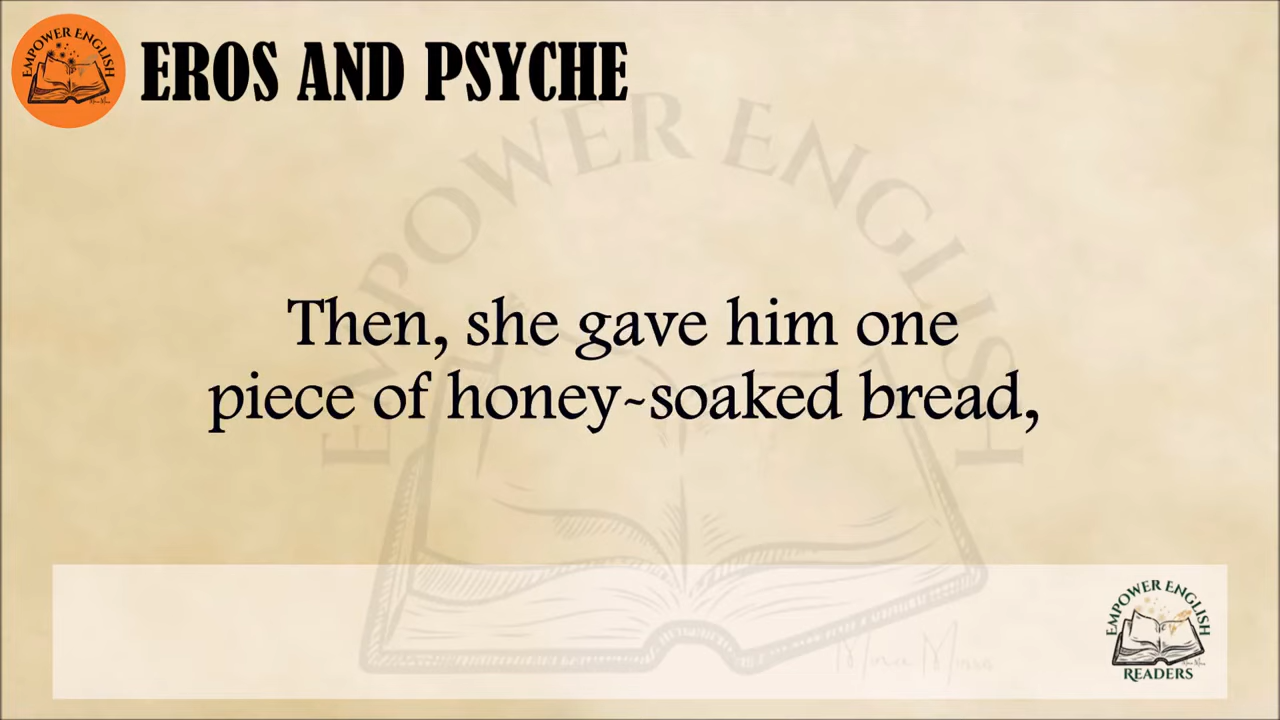 EMPOWER ENGLISH
EROS AND PSYCHE
EMPOWER ENGLISH
Then, she gave him one
piece of honey-soaked bread,
EMPOWER ENGLISH
READERS